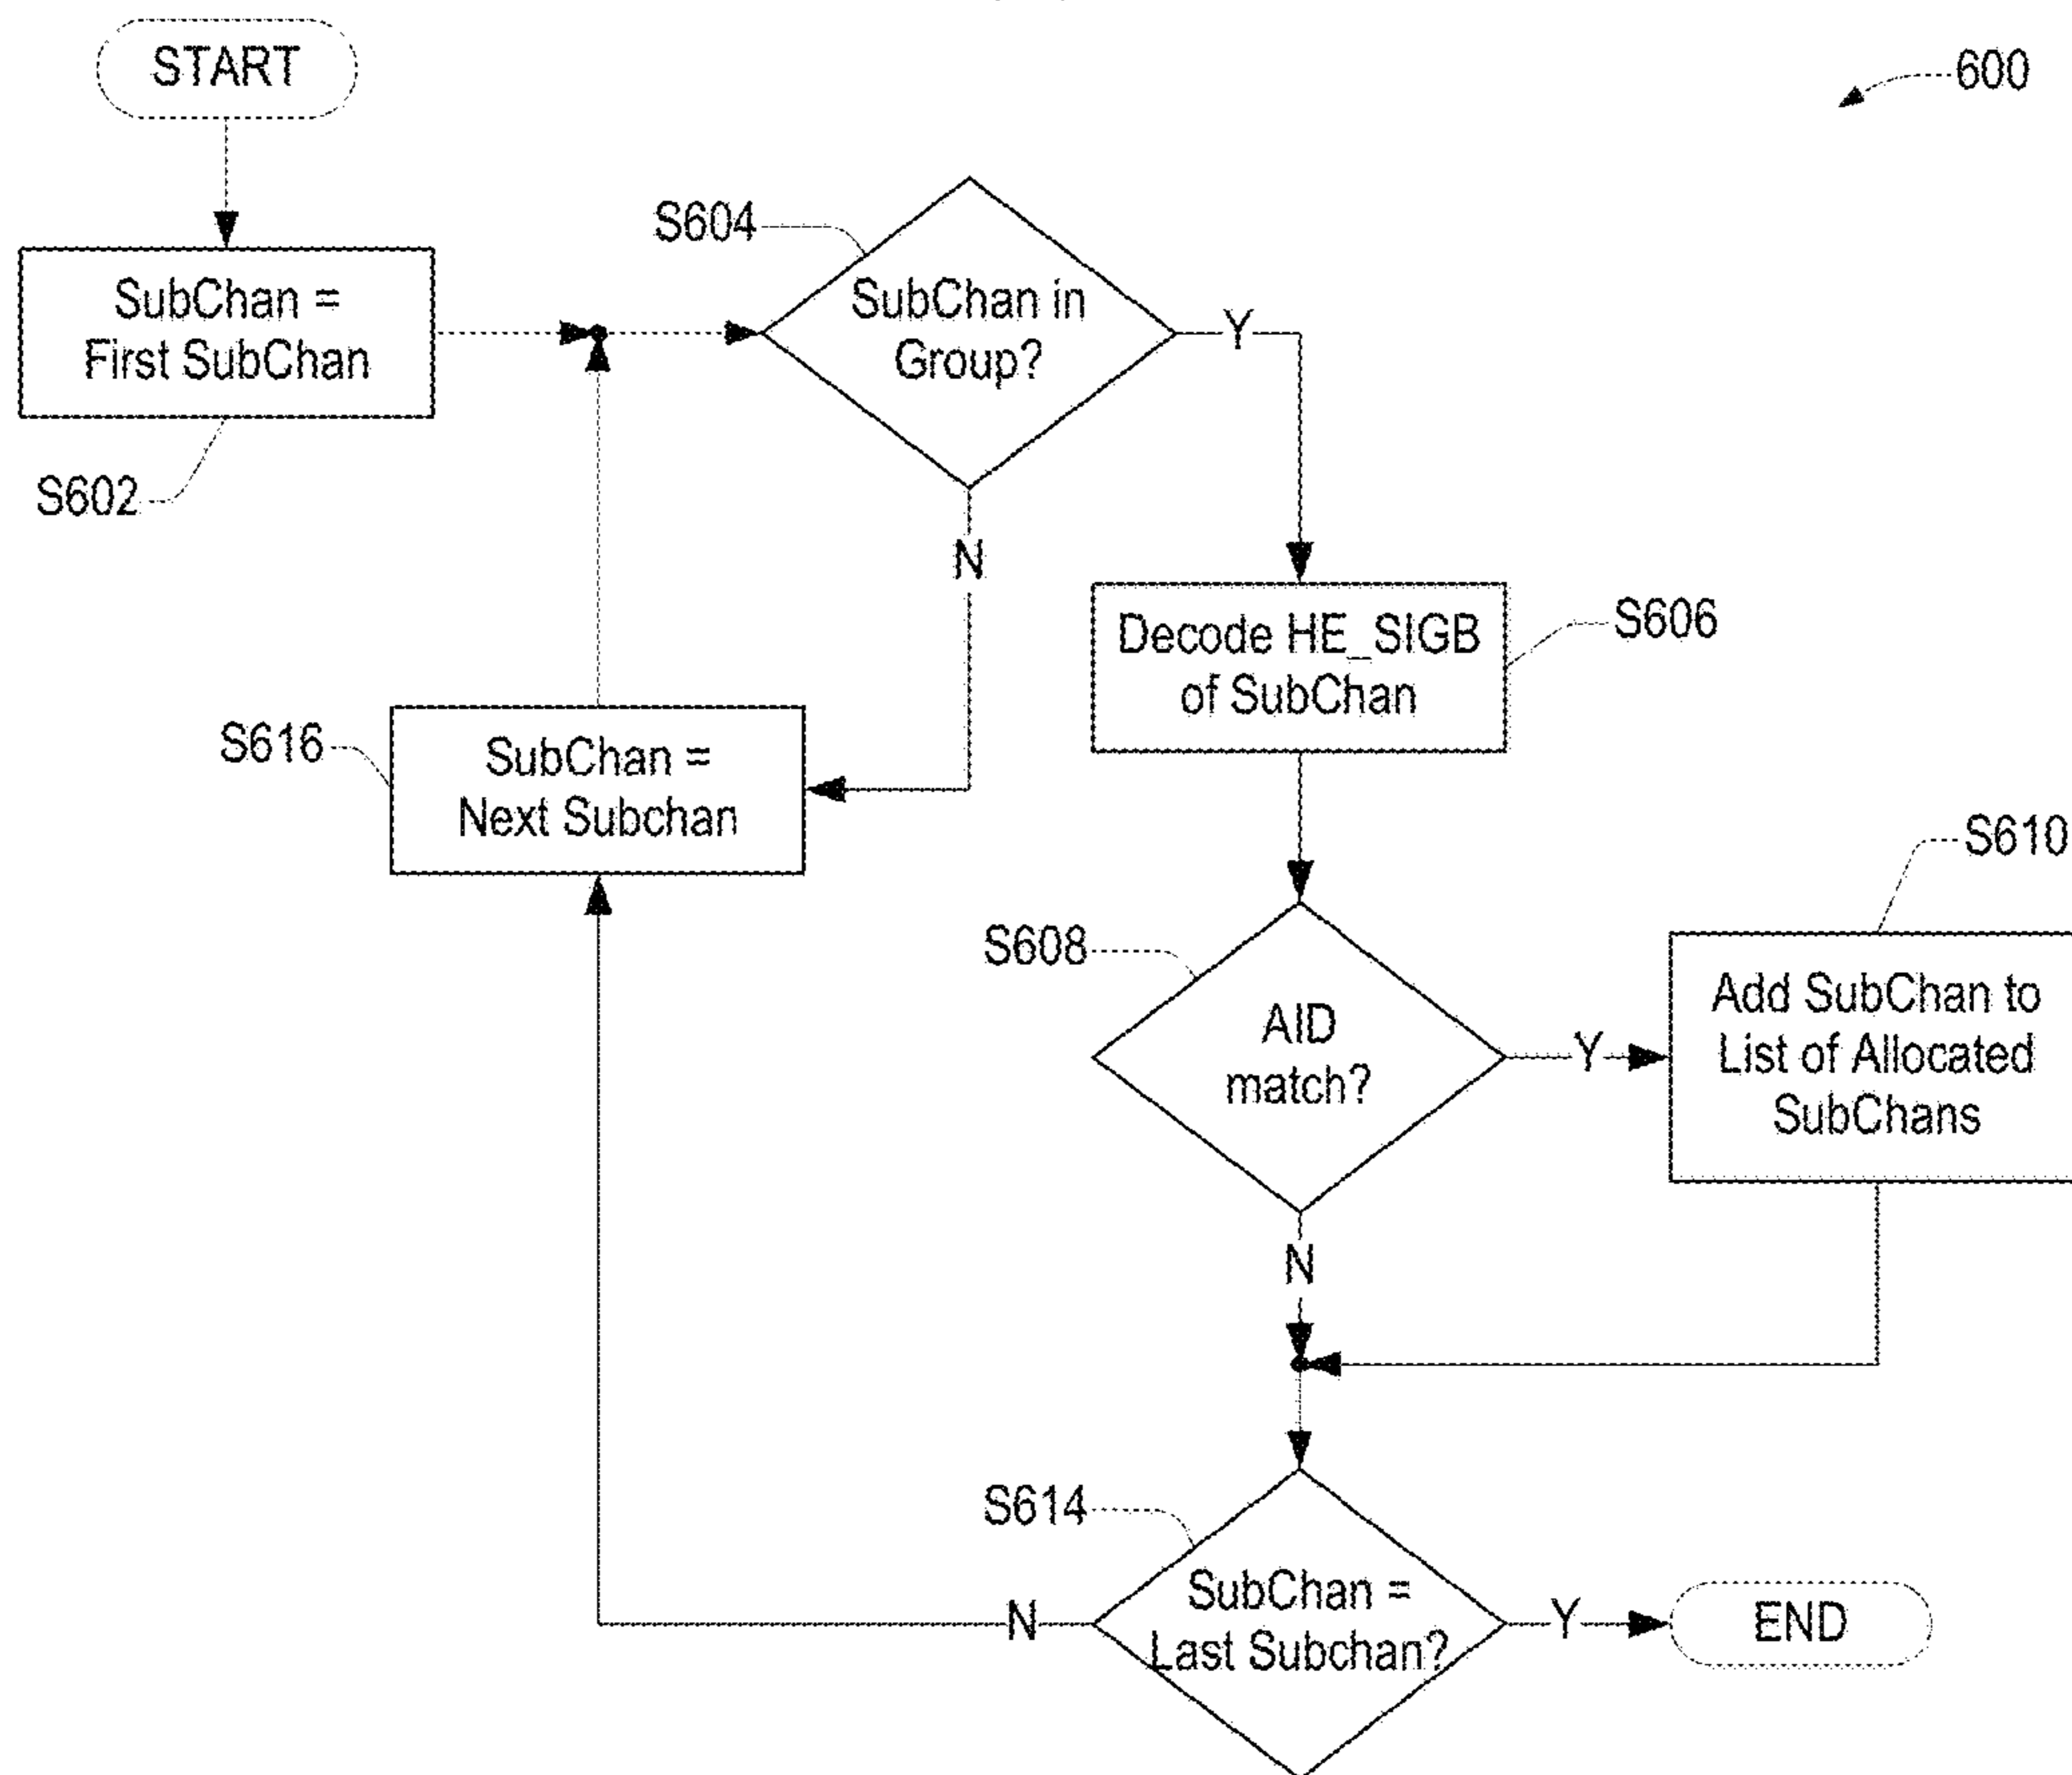 START
600
S604
SubChan =
First SubChan
SubChan in
Group?
Y
S602
N
Decode HE_SIGB
of SubChan
S606
S616
SubChan =
Next Subchan
S610
S608
AID
match?
Y
Add SubChan to
List of Allocated
SubChans
N
S614
SubChan =
Last Subchan?
N
Y
END